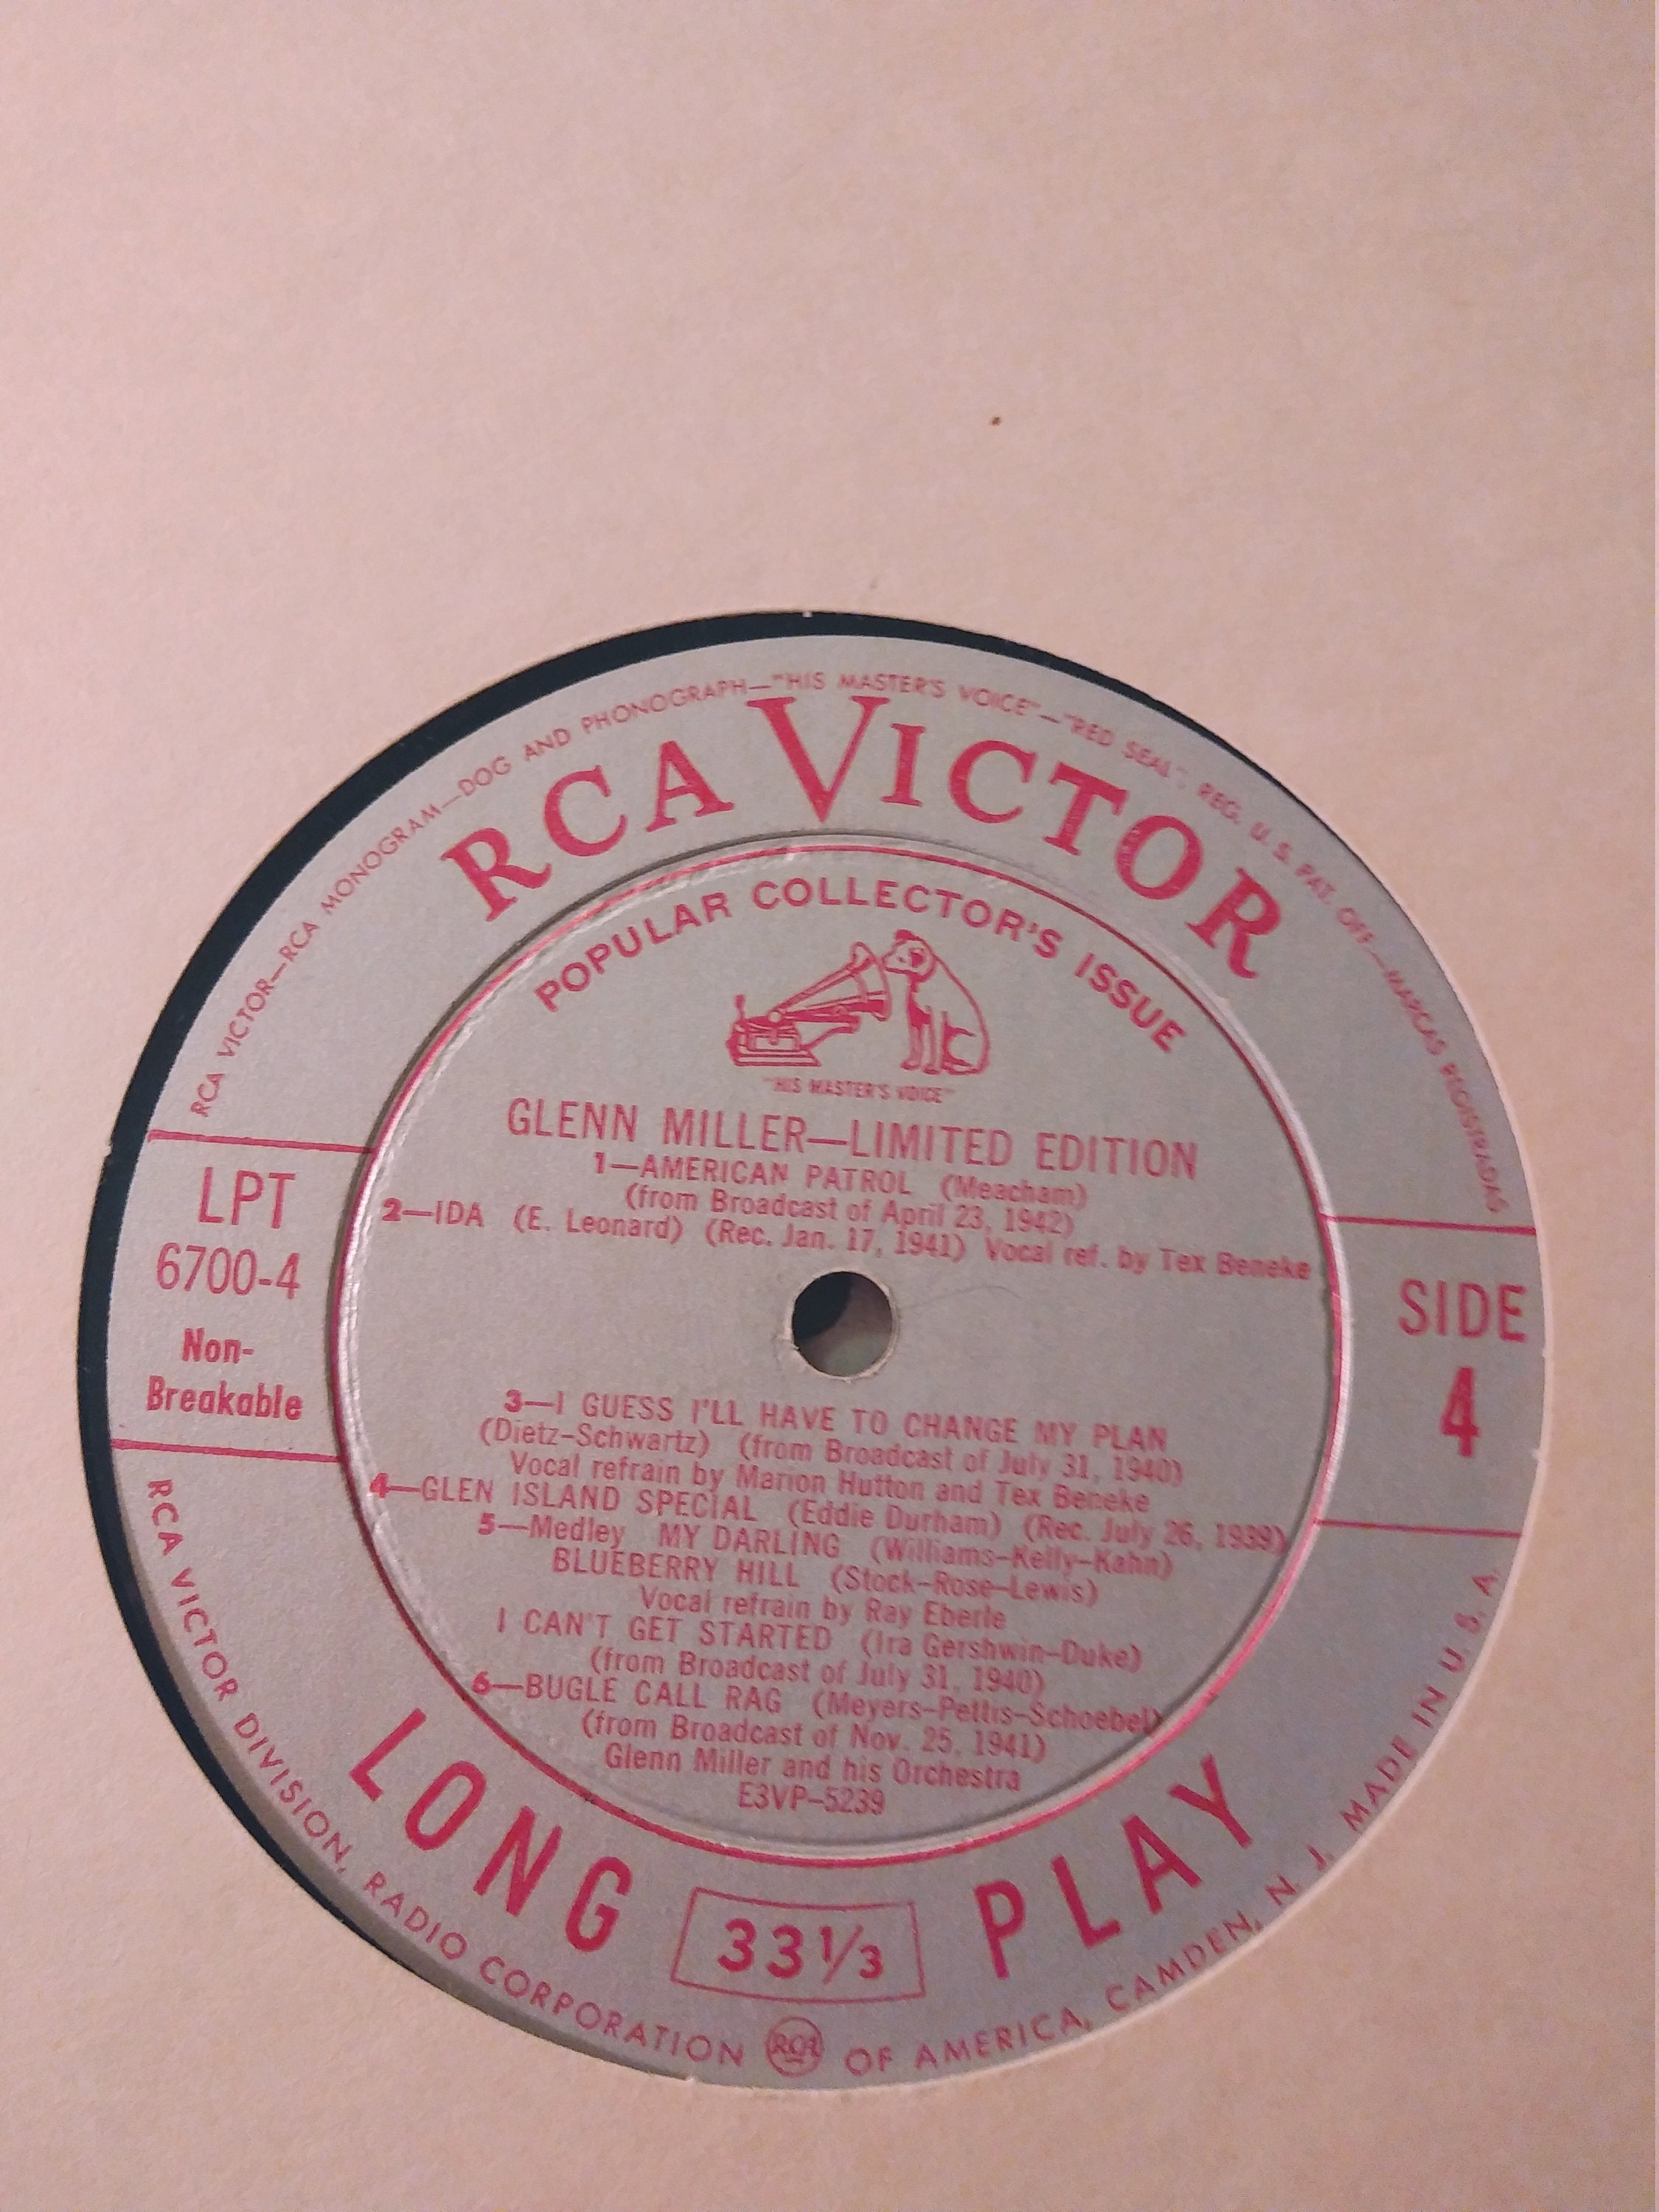 RCA VICTOR—RCA MONOGRAM—DOG AND PHONOGRAPH—"HIS MASTER'S VOICE"—"RED SEAL", REG. U. S. PAT. OFF.—MARCAS REGISTRADAS
RCA VICTOR
POPULAR COLLECTOR'S ISSUE
"HIS MASTER'S VOICE"
GLENN MILLER—LIMITED EDITION
1—AMERICAN PATROL (Meacham)
(from Broadcast of April 23, 1942)
2—IDA (E. Leonard) (Rec. Jan. 17, 1941) Vocal ref. by Tex Beneke
LPT
6700-4
Non-
Breakable
SIDE
4
3—I GUESS I'LL HAVE TO CHANGE MY PLAN
(Dietz-Schwartz) (from Broadcast of July 31, 1940)
Vocal refrain by Marion Hutton and Tex Beneke
4—GLEN ISLAND SPECIAL (Eddie Durham) (Rec. July 26, 1939)
5—Medley MY DARLING (Williams-Kelly-Kahn)
BLUEBERRY HILL (Stock-Rose-Lewis)
Vocal refrain by Ray Eberle
I CAN'T GET STARTED (Ira Gershwin-Duke)
(from Broadcast of July 31, 1940)
6—BUGLE CALL RAG (Meyers-Pettis-Schoebel)
(from Broadcast of Nov. 25, 1941)
Glenn Miller and his Orchestra
E3VP-5239
LONG 33 1/3 PLAY
RCA VICTOR DIVISION, RADIO CORPORATION RCA OF AMERICA, CAMDEN, N. J. MADE IN U. S. A.